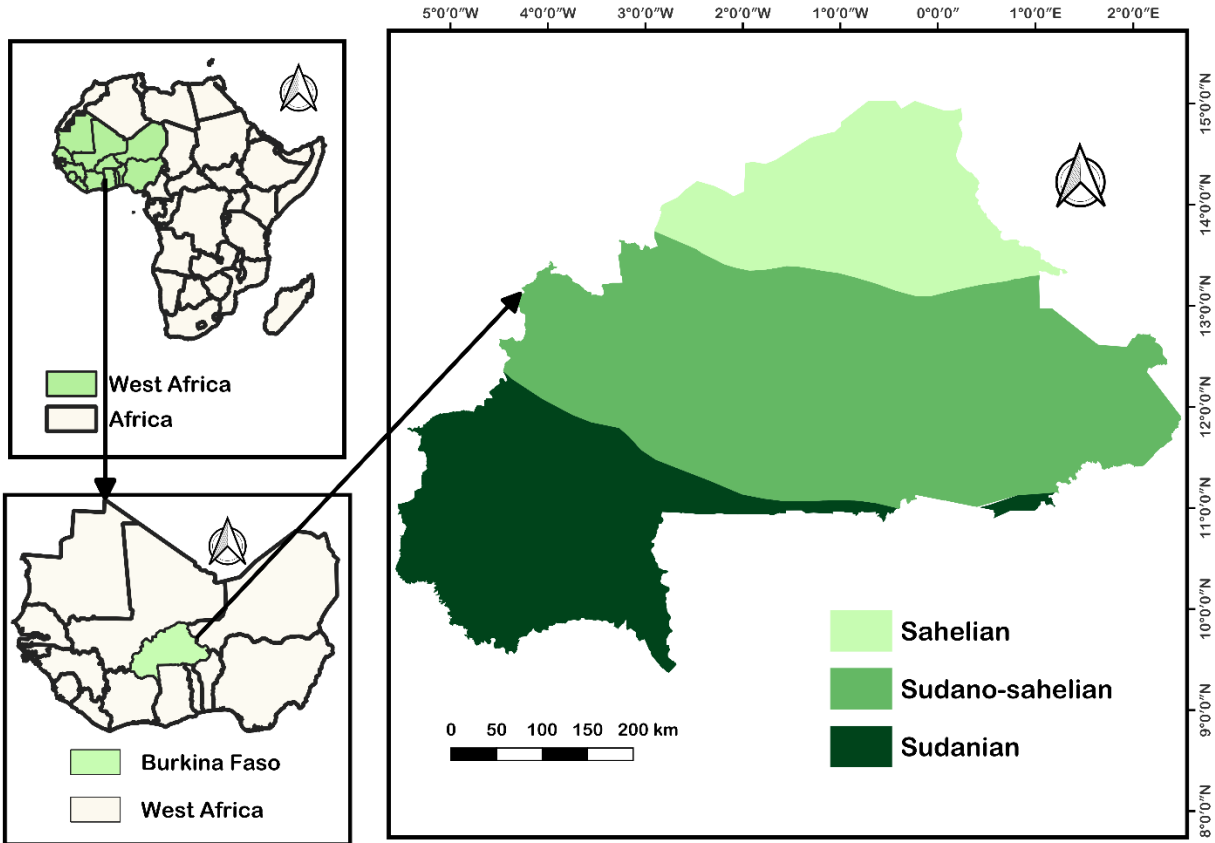 5°0′0″W 4°0′0″W 3°0′0″W 2°0′0″W 1°0′0″W 0°0′0″ 1°0′0″E 2°0′0″E
West Africa
Africa
Burkina Faso
West Africa
15°0′0″N
14°0′0″N
13°0′0″N
12°0′0″N
11°0′0″N
10°0′0″N
9°0′0″N
8°0′0″N
Sahelian
Sudano-sahelian
Sudanian
0 50 100 150 200 km